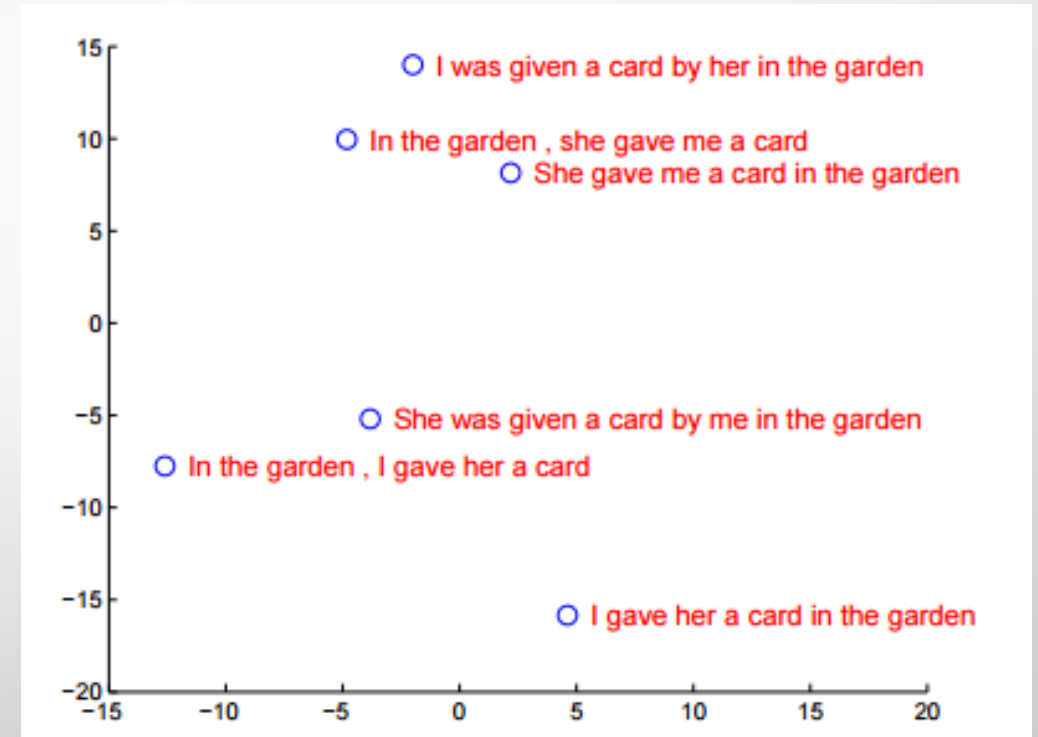 15
I was given a card by her in the garden
10
In the garden , she gave me a card
She gave me a card in the garden
5
0
−5
She was given a card by me in the garden
In the garden , I gave her a card
−10
−15
I gave her a card in the garden
−20
−15 −10 −5 0 5 10 15 20